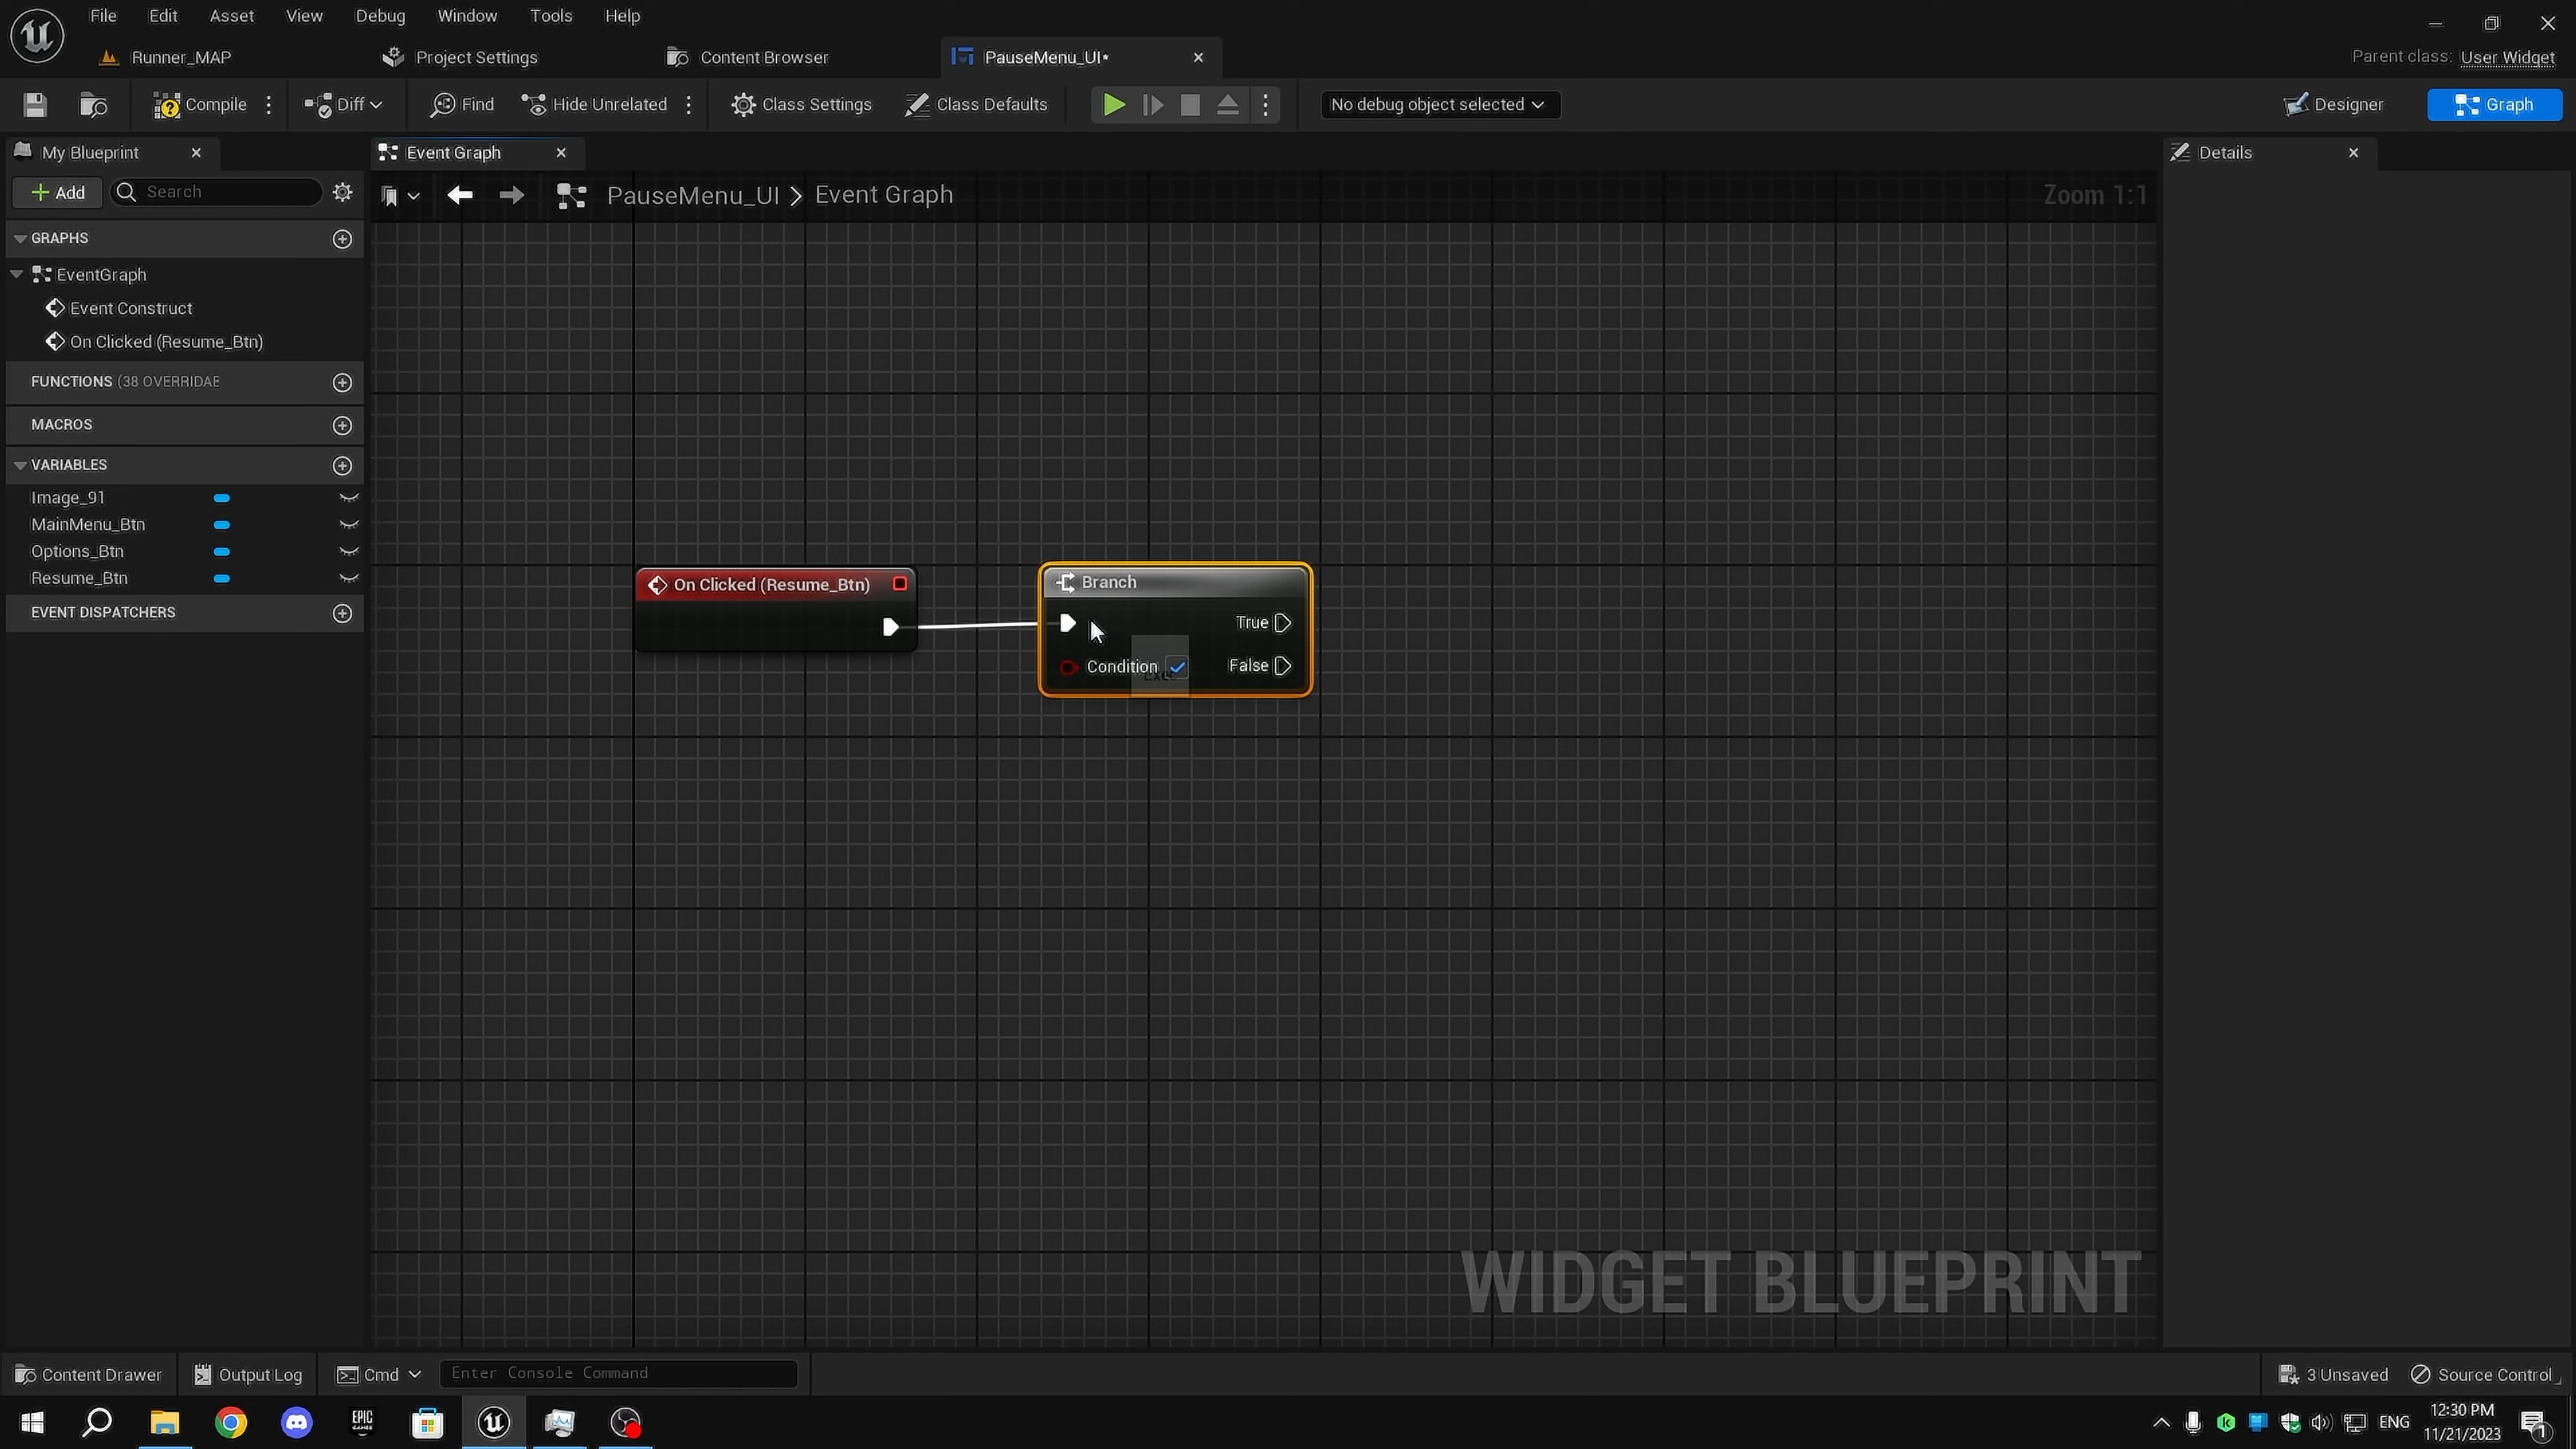 File Edit Asset View Debug Window Tools Help
Runner_MAP Project Settings Content Browser PauseMenu_UI* Parent class: User Widget
Compile Diff Find Hide Unrelated Class Settings Class Defaults No debug object selected Designer Graph
My Blueprint Event Graph Details
Add Search PauseMenu_UI > Event Graph Zoom 1:1
GRAPHS
EventGraph
Event Construct
On Clicked (Resume_Btn)
FUNCTIONS (38 OVERRIDAE
MACROS
VARIABLES
Image_91
MainMenu_Btn
Options_Btn
Resume_Btn
EVENT DISPATCHERS
On Clicked (Resume_Btn)
Branch
True
Condition False
WIDGET BLUEPRINT
Content Drawer Output Log Cmd Enter Console Command 3 Unsaved Source Control
EPIC GAMES
ENG 12:30 PM
11/21/2023
1